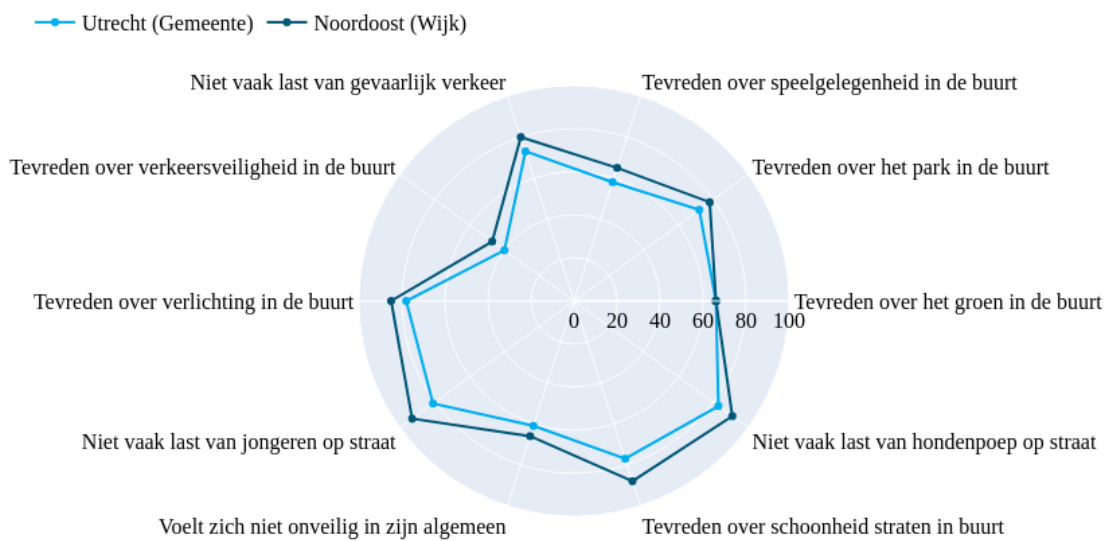 Utrecht (Gemeente) Noordoost (Wijk)
Niet vaak last van gevaarlijk verkeer
Tevreden over speelgelegenheid in de buurt
Tevreden over verkeersveiligheid in de buurt
Tevreden over het park in de buurt
Tevreden over verlichting in de buurt
Tevreden over het groen in de buurt
0 20 40 60 80 100
Niet vaak last van jongeren op straat
Niet vaak last van hondenpoep op straat
Voelt zich niet onveilig in zijn algemeen
Tevreden over schoonheid straten in buurt